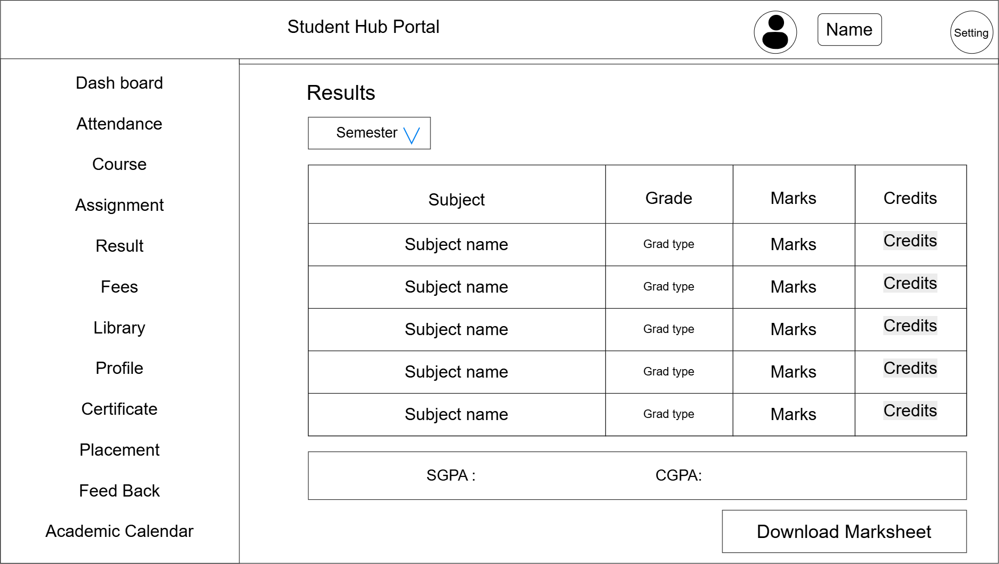 Student Hub Portal
Name
Setting
Dash board
Attendance
Course
Assignment
Result
Fees
Library
Profile
Certificate
Placement
Feed Back
Academic Calendar
Results
Semester
Subject Grade Marks Credits
Subject name Grad type Marks Credits
Subject name Grad type Marks Credits
Subject name Grad type Marks Credits
Subject name Grad type Marks Credits
Subject name Grad type Marks Credits
SGPA : CGPA:
Download Marksheet